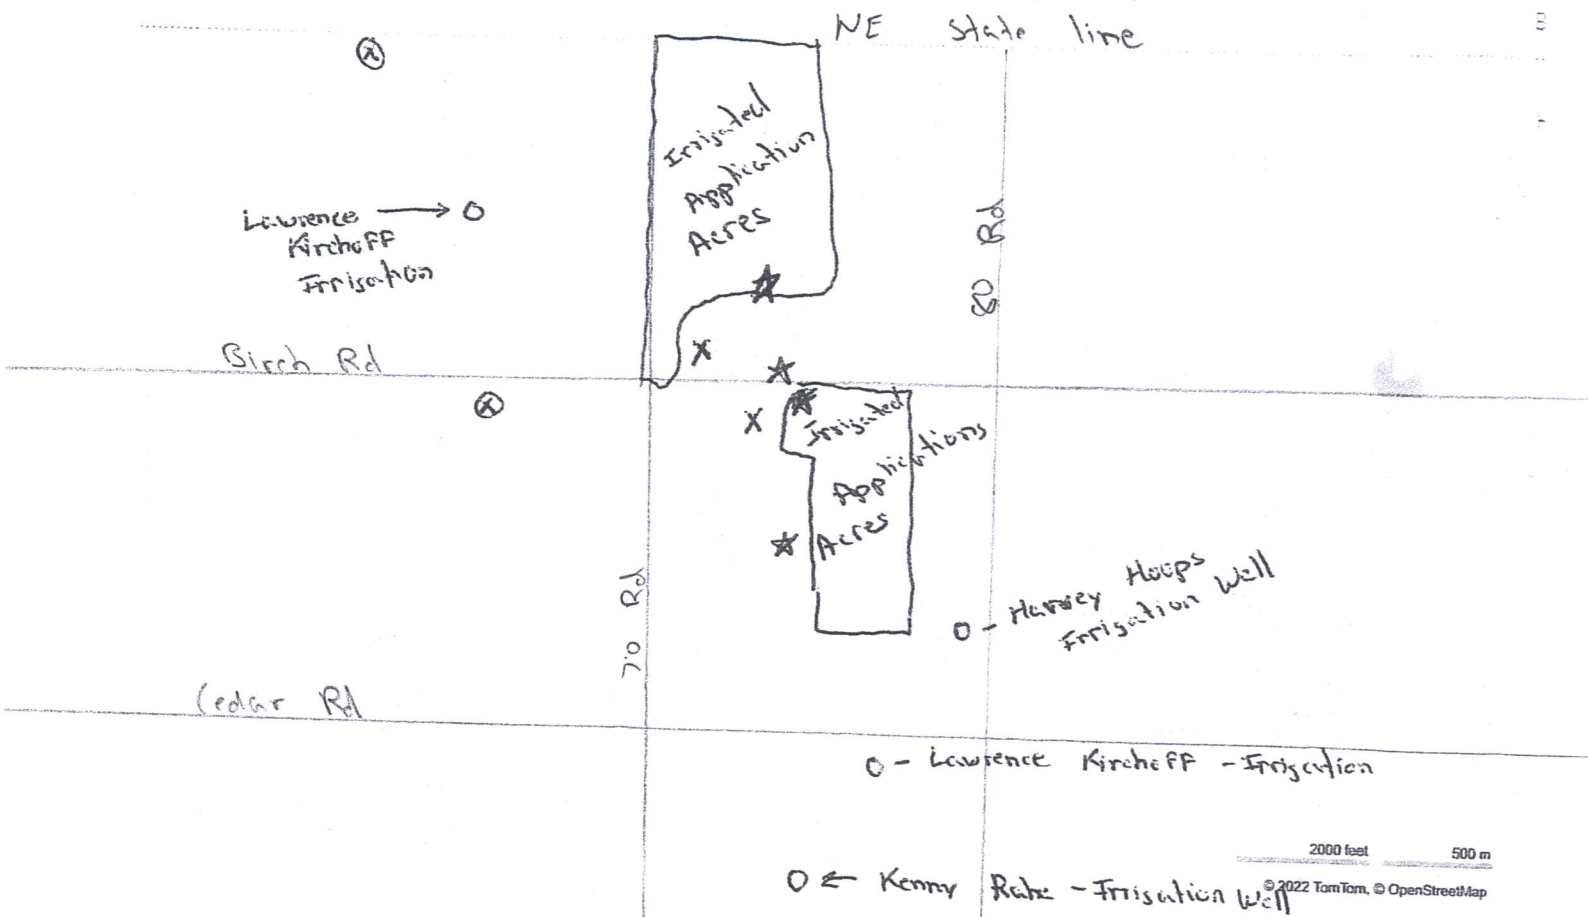 NE State line
Irrigated
Application
Acres
80 Rd
Lawrence
Kirchoff
Irrigation
Birch Rd
Irrigated
Applications
Acres
70 Rd
Harvey Hoops
Irrigation Well
Cedar Rd
O - Lawrence Kirchoff - Irrigation
2000 feet 500 m
O ← Kenny Rahe - Irrigation Well
© 2022 TomTom, © OpenStreetMap